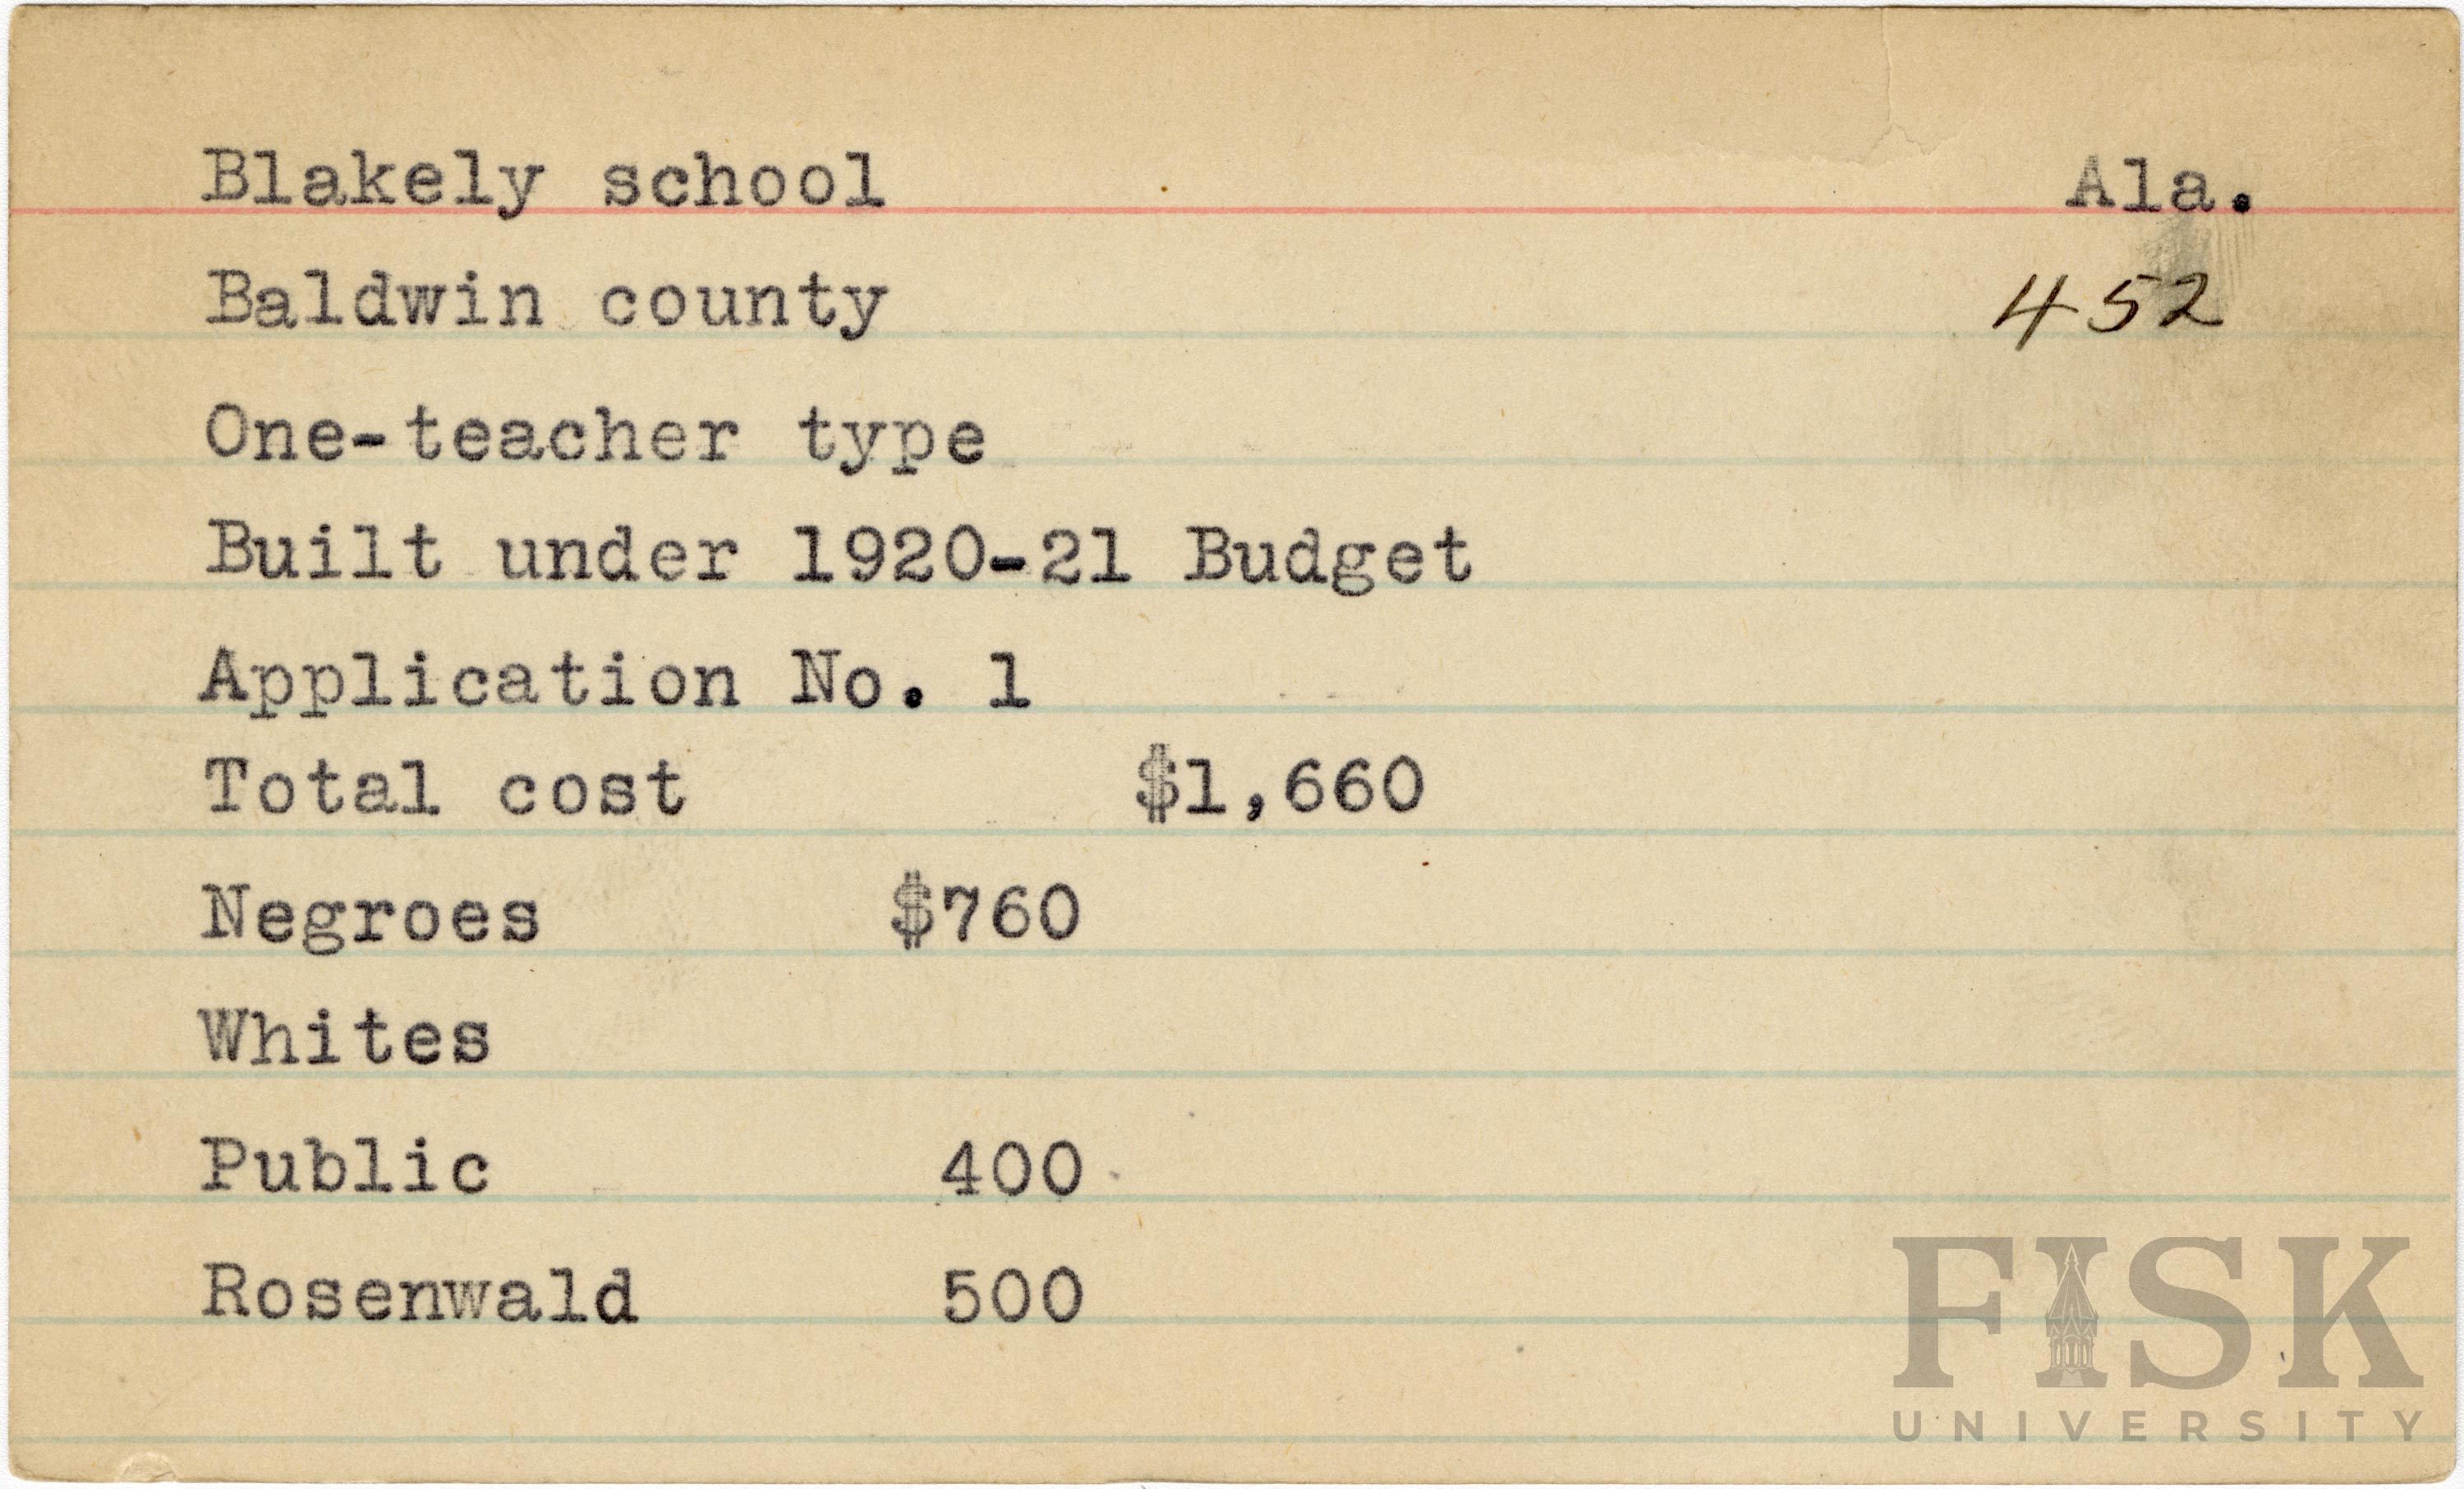 Blakely school Ala.
Baldwin county 452
One-teacher type
Built under 1920-21 Budget
Application No. 1
Total cost $1,660
Negroes $760
Whites
Public 400
Rosenwald 500
FISK
UNIVERSITY